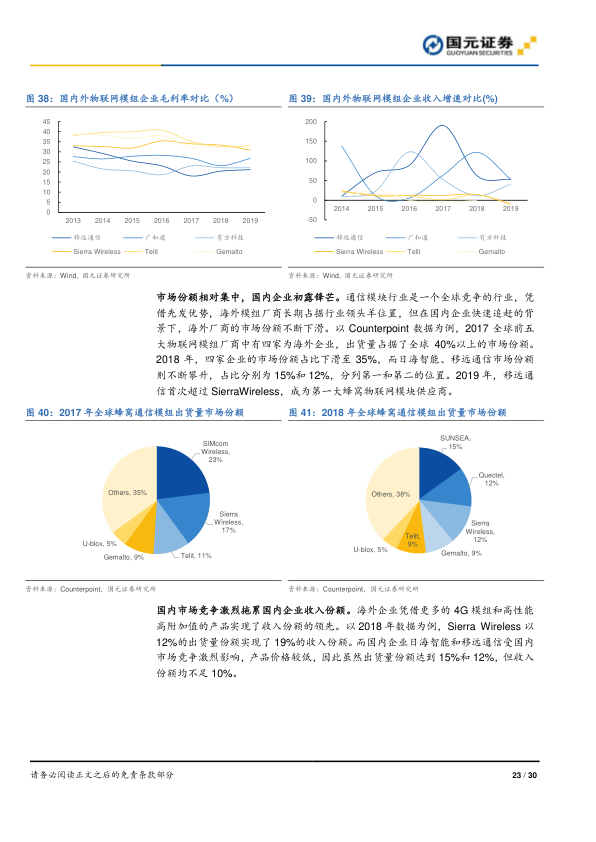 国元证券
GUOYUAN SECURITIES
图 38：国内外物联网模组企业毛利率对比（%）
45
40
35
30
25
20
15
10
5
0
2013 2014 2015 2016 2017 2018 2019
移远通信 广和通 有方科技
Sierra Wireless Telit Gemalto
资料来源：Wind，国元证券研究所
图 39：国内外物联网模组企业收入增速对比(%)
200
150
100
50
0
-50
2014 2015 2016 2017 2018 2019
移远通信 广和通 有方科技
Sierra Wireless Telit Gemalto
资料来源：Wind，国元证券研究所
市场份额相对集中，国内企业初露锋芒。通信模块行业是一个全球竞争的行业，凭
借先发优势，海外模组厂商长期占据行业领头羊位置，但在国内企业快速追赶的背
景下，海外厂商的市场份额不断下滑。以 Counterpoint 数据为例，2017 全球前五
大物联网模组厂商中有四家为海外企业，出货量占据了全球 40%以上的市场份额。
2018 年，四家企业的市场份额占比下滑至 35%，而日海智能、移远通信市场份额
则不断攀升，占比分别为 15%和 12%，分列第一和第二的位置。2019 年，移远通
信首次超过 SierraWireless，成为第一大蜂窝物联网模块供应商。
图 40：2017 年全球蜂窝通信模组出货量市场份额
SIMcom
Wireless,
23%
Sierra
Wireless,
17%
Telit, 11%
Gemalto, 9%
U-blox, 5%
Others, 35%
资料来源：Counterpoint，国元证券研究所
图 41：2018 年全球蜂窝通信模组出货量市场份额
SUNSEA,
15%
Quectel,
12%
Sierra
Wireless,
12%
Gemalto, 9%
Telit,
9%
U-blox, 5%
Others, 38%
资料来源：Counterpoint，国元证券研究所
国内市场竞争激烈拖累国内企业收入份额。海外企业凭借更多的 4G 模组和高性能
高附加值的产品实现了收入份额的领先。以 2018 年数据为例，Sierra Wireless 以
12%的出货量份额实现了 19%的收入份额。而国内企业日海智能和移远通信受国内
市场竞争激烈影响，产品价格较低，因此虽然出货量份额达到 15%和 12%，但收入
份额均不足 10%。
请务必阅读正文之后的免责条款部分
23 / 30